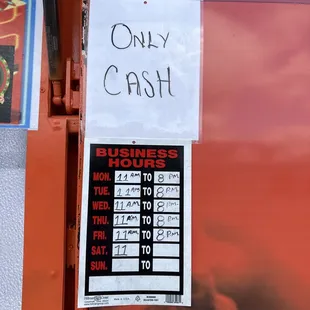 ONLY
CASH
BUSINESS
HOURS
MON. 11 AM TO 8 PM
TUE. 11 AM TO 8 PM
WED. 11 AM TO 8 PM
THU. 11 AM TO 8 PM
FRI. 11 AM TO 8 PM
SAT. 11 TO
SUN. TO